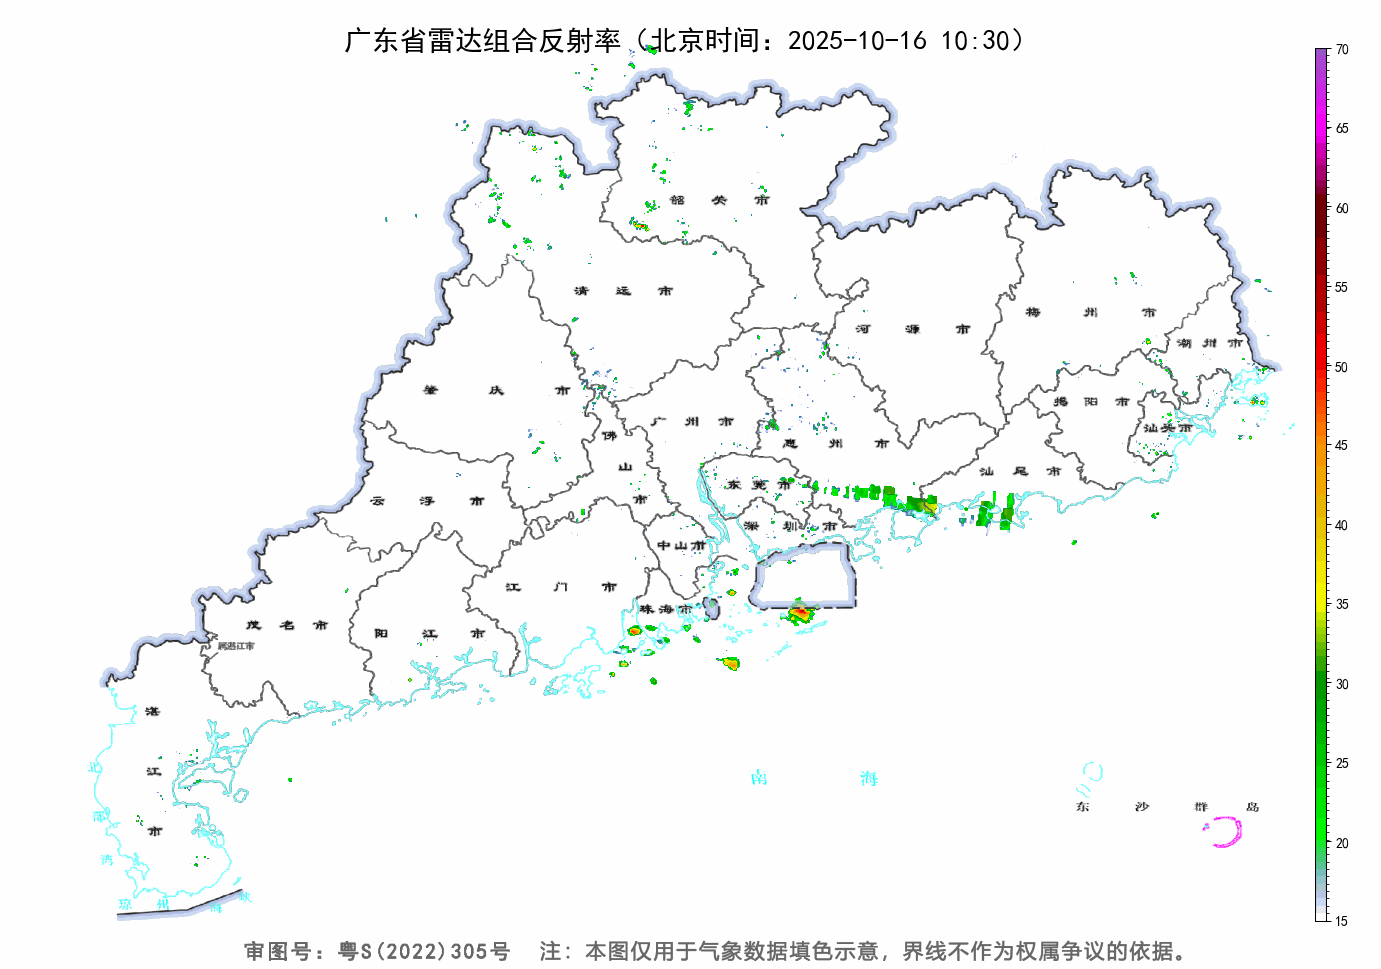 广东省雷达组合反射率（北京时间：2025-10-16 10:30）
70
65
60
55
50
45
40
35
30
25
20
15
韶关市
清远市
河源市
梅州市
潮州市
肇庆市
广州市
佛山市
惠州市
揭阳市
汕头市
汕尾市
东莞市
云浮市
深圳市
中山市
江门市
珠海市
茂名市
阳江市
属湛江市
湛江市
南海
东沙群岛
北部湾
琼州海峡
审图号：粤S(2022)305号 注：本图仅用于气象数据填色示意，界线不作为权属争议的依据。